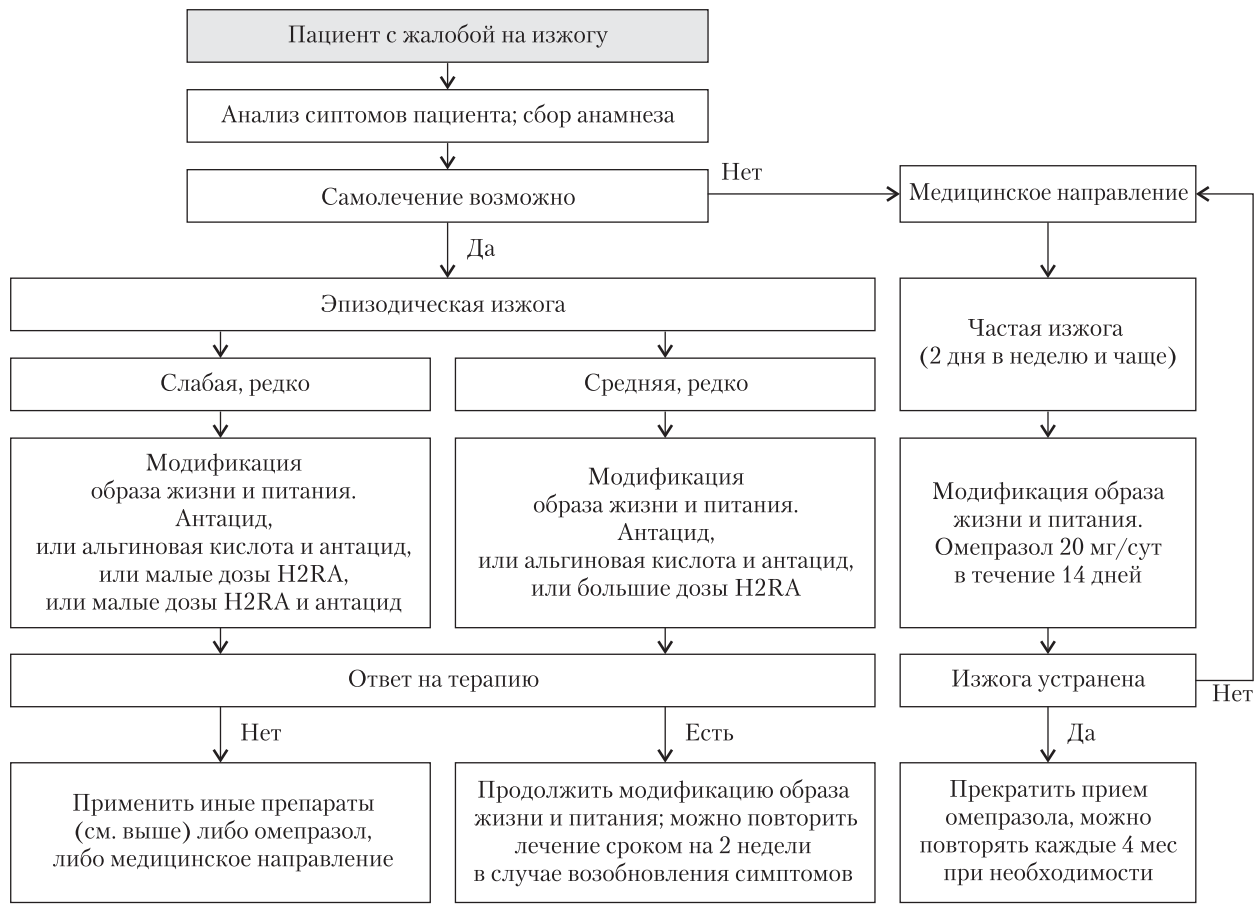 Пациент с жалобой на изжогу
Анализ сиптомов пациента; сбор анамнеза
Самолечение возможно
Нет
Медицинское направление
Да
Эпизодическая изжога
Частая изжога
(2 дня в неделю и чаще)
Слабая, редко
Средняя, редко
Модификация
образа жизни и питания.
Антацид,
или альгиновая кислота и антацид,
или малые дозы H2RA,
или малые дозы H2RA и антацид
Модификация
образа жизни и питания.
Антацид,
или альгиновая кислота и антацид,
или большие дозы H2RA
Модификация образа
жизни и питания.
Омепразол 20 мг/сут
в течение 14 дней
Ответ на терапию
Изжога устранена
Нет
Нет
Есть
Да
Применить иные препараты
(см. выше) либо омепразол,
либо медицинское направление
Продолжить модификацию образа
жизни и питания; можно повторить
лечение сроком на 2 недели
в случае возобновления симптомов
Прекратить прием
омепразола, можно
повторять каждые 4 мес
при необходимости